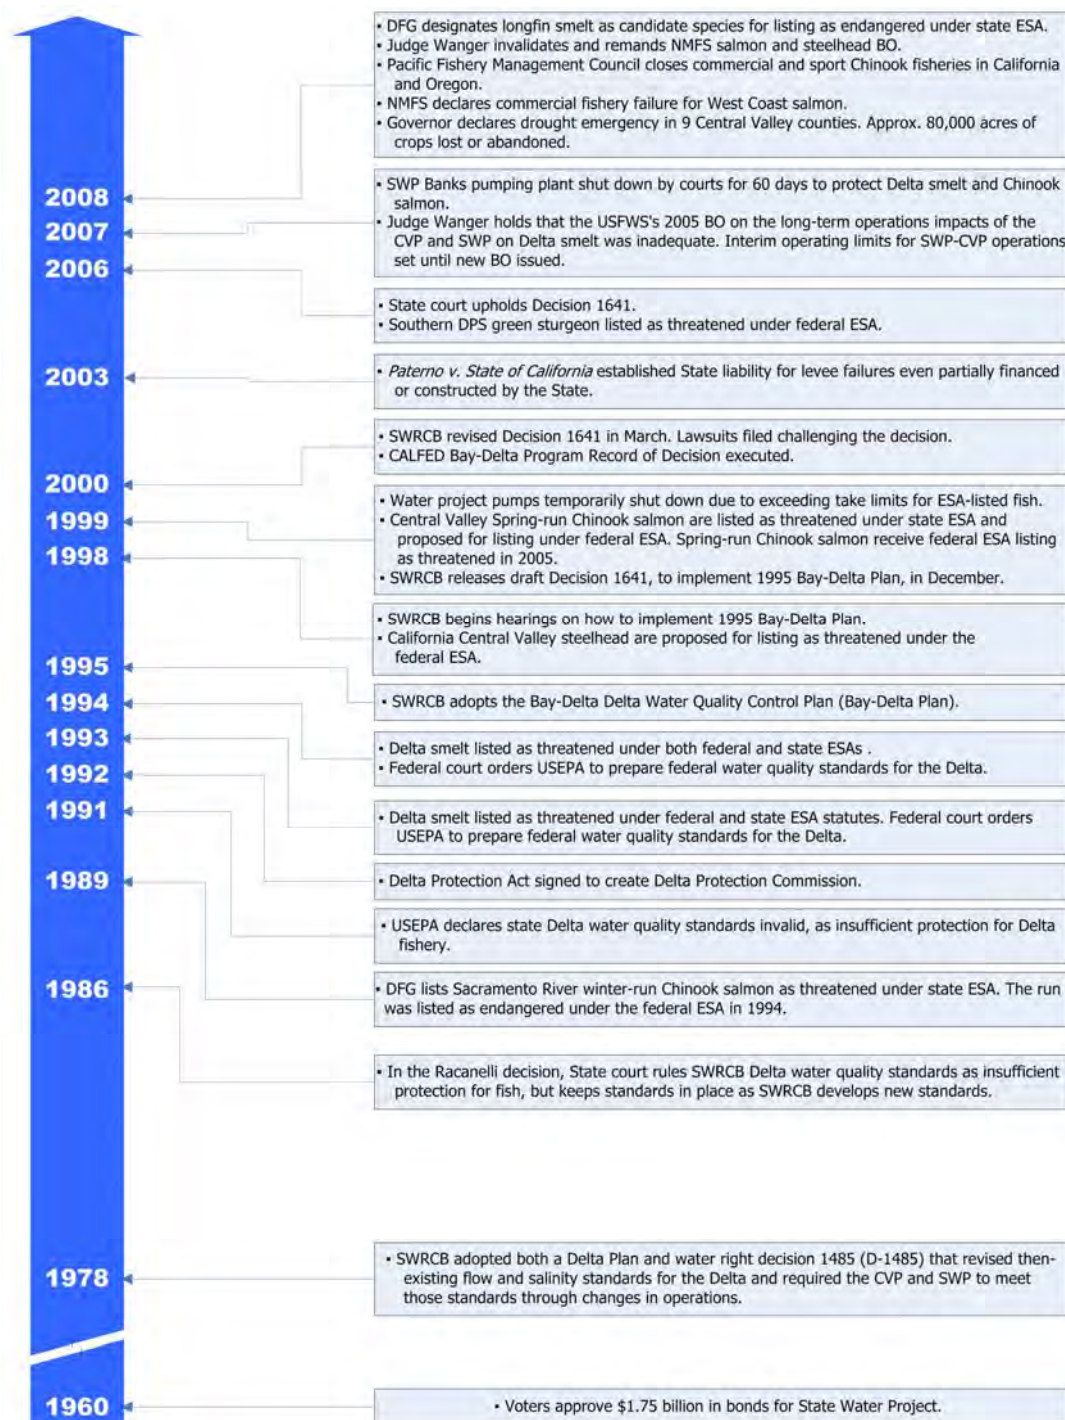 • DFG designates longfin smelt as candidate species for listing as endangered under state ESA.
• Judge Wanger invalidates and remands NMFS salmon and steelhead BO.
• Pacific Fishery Management Council closes commercial and sport Chinook fisheries in California
and Oregon.
• NMFS declares commercial fishery failure for West Coast salmon.
• Governor declares drought emergency in 9 Central Valley counties. Approx. 80,000 acres of
crops lost or abandoned.
2008
• SWP Banks pumping plant shut down by courts for 60 days to protect Delta smelt and Chinook
salmon.
• Judge Wanger holds that the USFWS's 2005 BO on the long-term operations impacts of the
CVP and SWP on Delta smelt was inadequate. Interim operating limits for SWP-CVP operations
set until new BO issued.
2007
2006
• State court upholds Decision 1641.
• Southern DPS green sturgeon listed as threatened under federal ESA.
2003
• Paterno v. State of California established State liability for levee failures even partially financed
or constructed by the State.
• SWRCB revised Decision 1641 in March. Lawsuits filed challenging the decision.
• CALFED Bay-Delta Program Record of Decision executed.
2000
• Water project pumps temporarily shut down due to exceeding take limits for ESA-listed fish.
• Central Valley Spring-run Chinook salmon are listed as threatened under state ESA and
proposed for listing under federal ESA. Spring-run Chinook salmon receive federal ESA listing
as threatened in 2005.
• SWRCB releases draft Decision 1641, to implement 1995 Bay-Delta Plan, in December.
1999
1998
• SWRCB begins hearings on how to implement 1995 Bay-Delta Plan.
• California Central Valley steelhead are proposed for listing as threatened under the
federal ESA.
1995
• SWRCB adopts the Bay-Delta Delta Water Quality Control Plan (Bay-Delta Plan).
1994
• Delta smelt listed as threatened under both federal and state ESAs .
• Federal court orders USEPA to prepare federal water quality standards for the Delta.
1993
1992
1991
• Delta smelt listed as threatened under federal and state ESA statutes. Federal court orders
USEPA to prepare federal water quality standards for the Delta.
1989
• Delta Protection Act signed to create Delta Protection Commission.
• USEPA declares state Delta water quality standards invalid, as insufficient protection for Delta
fishery.
1986
• DFG lists Sacramento River winter-run Chinook salmon as threatened under state ESA. The run
was listed as endangered under the federal ESA in 1994.
• In the Racanelli decision, State court rules SWRCB Delta water quality standards as insufficient
protection for fish, but keeps standards in place as SWRCB develops new standards.
1978
• SWRCB adopted both a Delta Plan and water right decision 1485 (D-1485) that revised then-
existing flow and salinity standards for the Delta and required the CVP and SWP to meet
those standards through changes in operations.
1960
• Voters approve $1.75 billion in bonds for State Water Project.